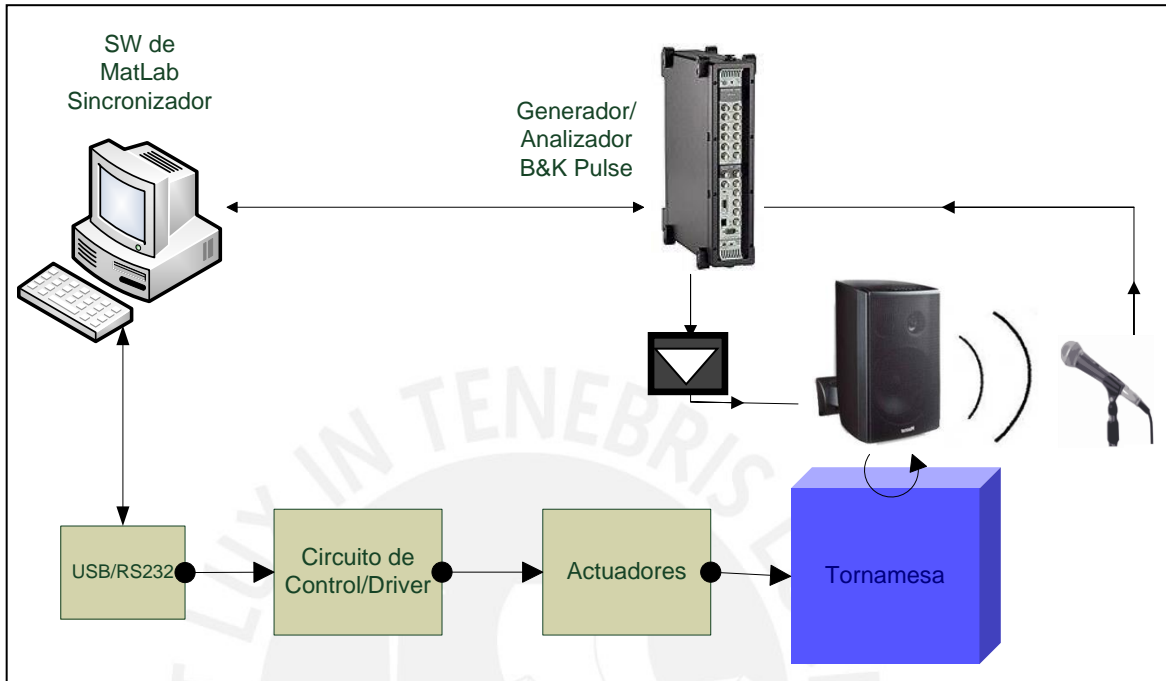 SW de
MatLab
Sincronizador
Generador/
Analizador
B&K Pulse
USB/RS232
Circuito de
Control/Driver
Actuadores
Tornamesa
LUX IN TENEBRIS L